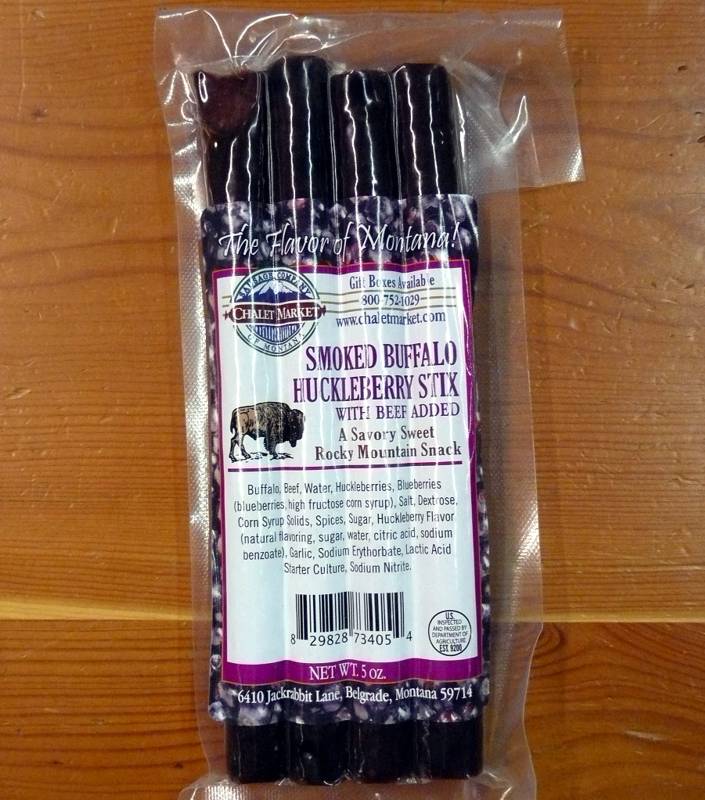 The Flavor of Montana!
SAUSAGE COMPANY
CHALET MARKET
OF MONTANA
Gift Boxes Available
800-752-1029
www.chaletmarket.com
SMOKED BUFFALO
HUCKLEBERRY STIX
WITH BEEF ADDED
A Savory Sweet
Rocky Mountain Snack
Buffalo, Beef, Water, Huckleberries, Blueberries
(blueberries, high fructose corn syrup), Salt, Dextrose,
Corn Syrup Solids, Spices, Sugar, Huckleberry Flavor
(natural flavoring, sugar, water, citric acid, sodium
benzoate), Garlic, Sodium Erythorbate, Lactic Acid
Starter Culture, Sodium Nitrite.
8 29828 73405 4
U.S.
INSPECTED
AND PASSED BY
DEPARTMENT OF
AGRICULTURE
EST. 9200
NET WT. 5 oz.
6410 Jackrabbit Lane, Belgrade, Montana 59714